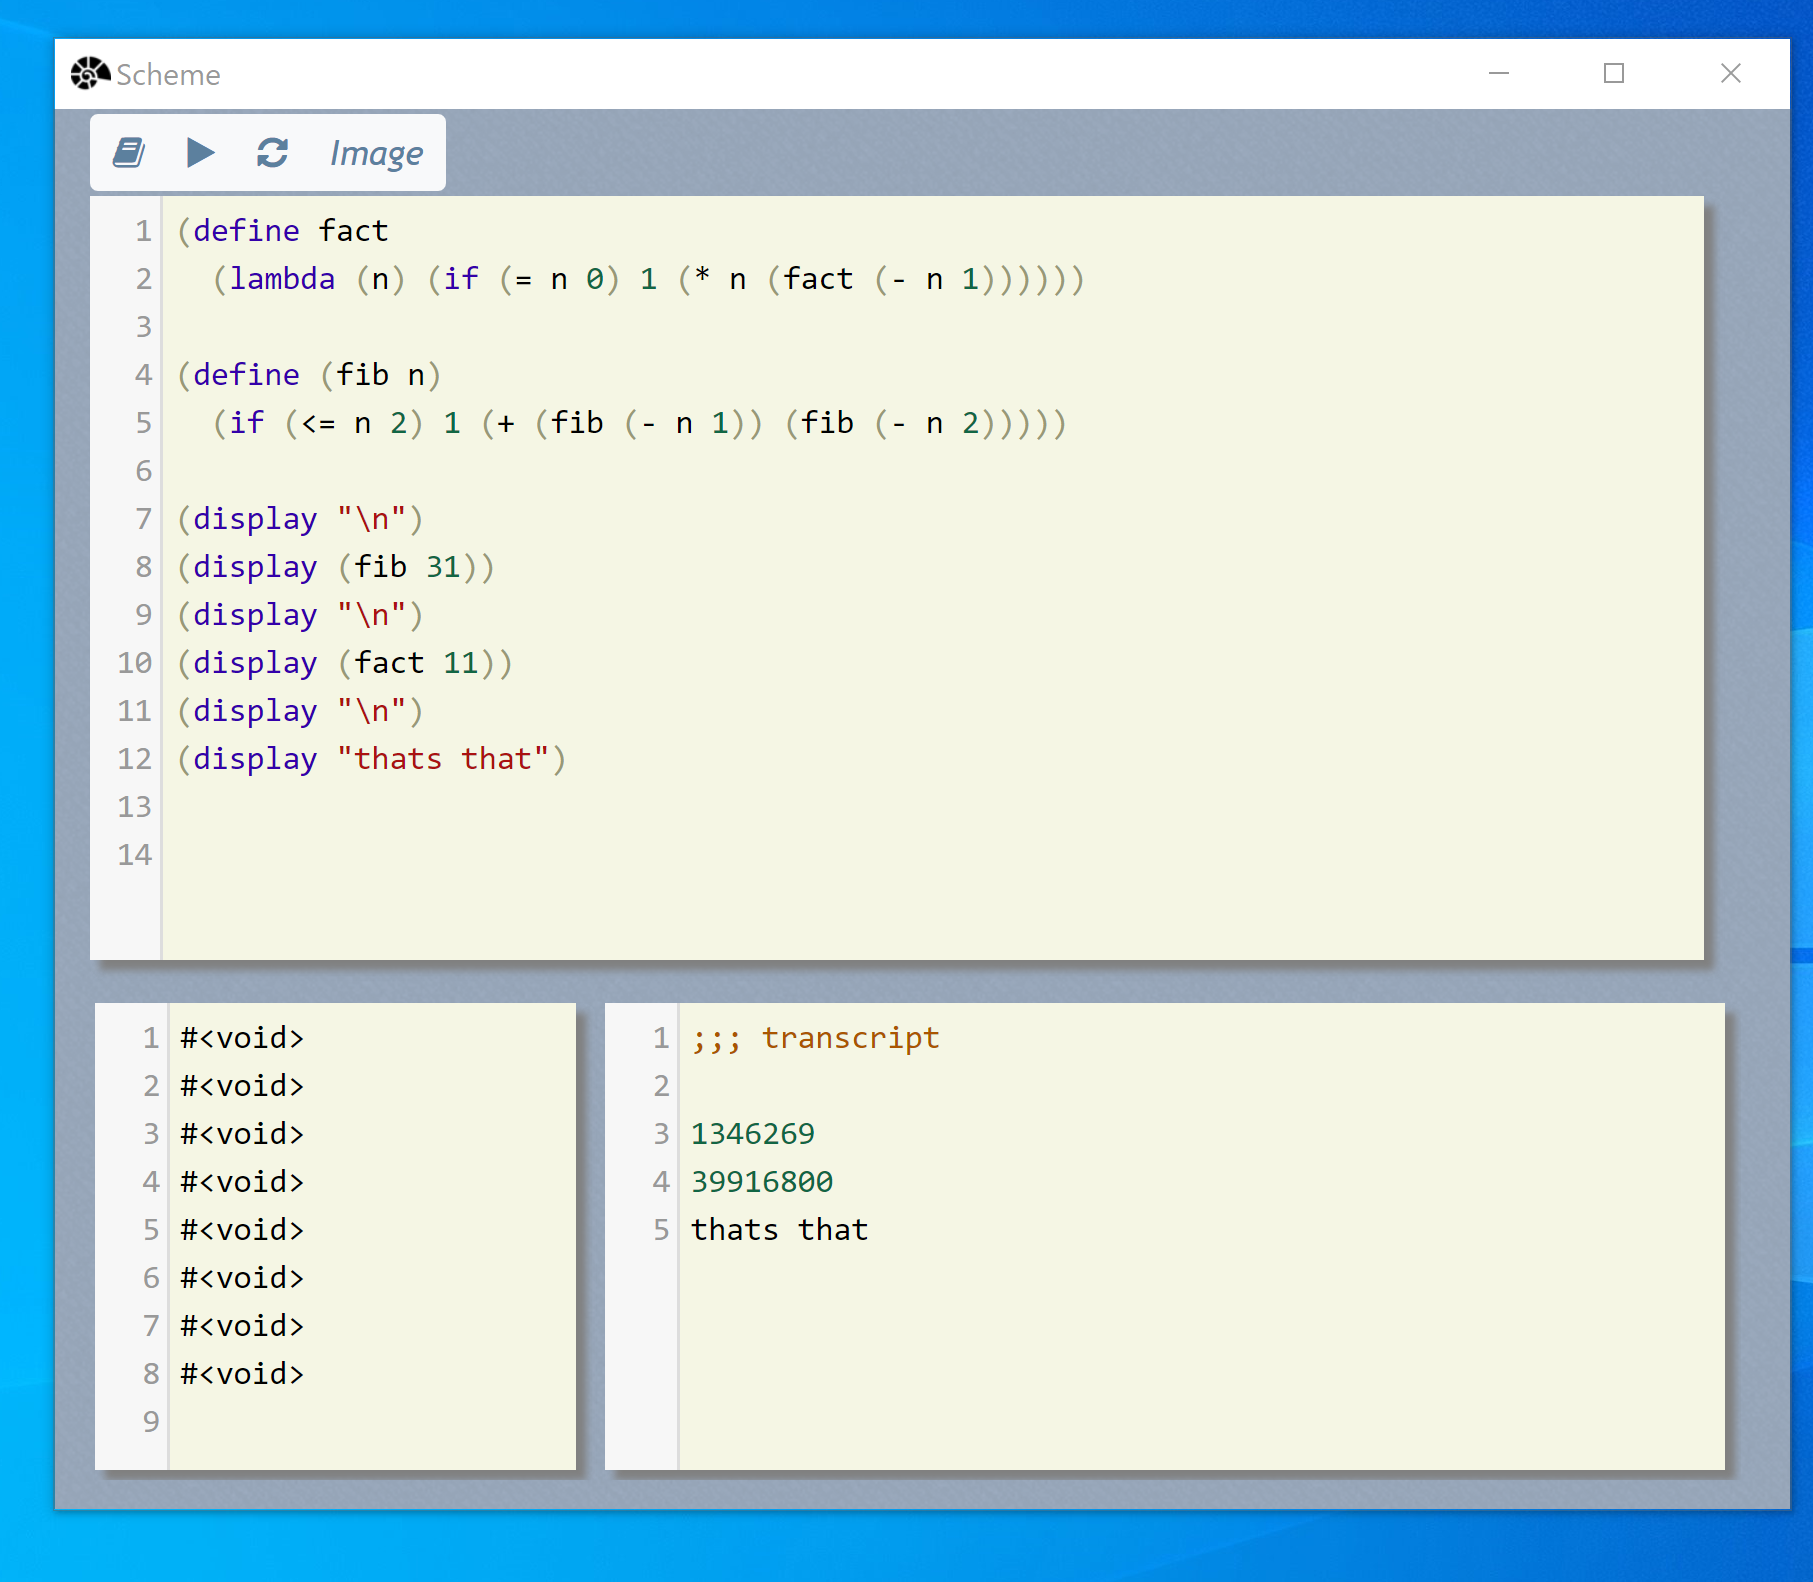 Scheme
Image
1 (define fact
2   (lambda (n) (if (= n 0) 1 (* n (fact (- n 1))))))
3
4 (define (fib n)
5   (if (<= n 2) 1 (+ (fib (- n 1)) (fib (- n 2)))))
6
7 (display "\n")
8 (display (fib 31))
9 (display "\n")
10 (display (fact 11))
11 (display "\n")
12 (display "thats that")
13
14
1 #<void>
2 #<void>
3 #<void>
4 #<void>
5 #<void>
6 #<void>
7 #<void>
8 #<void>
9
1 ;;; transcript
2
3 1346269
4 39916800
5 thats that